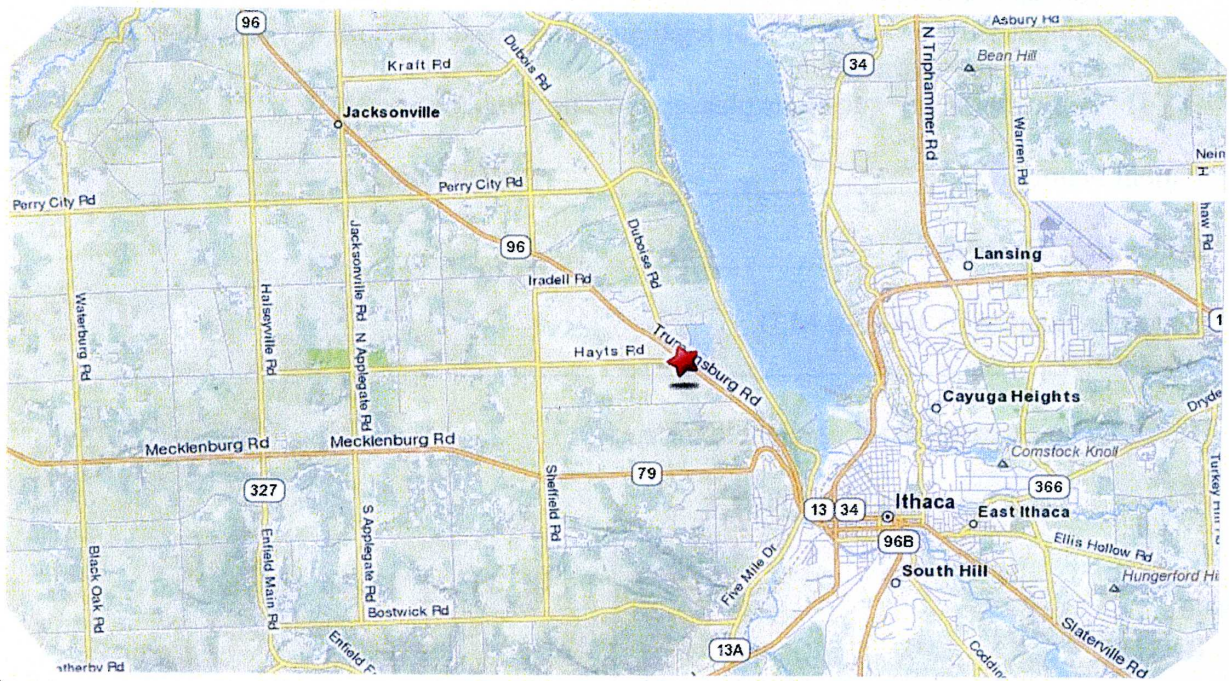 96
Asbury Rd
Bean Hill
34
N Triphammer Rd
Dubois Rd
Kraft Rd
Jacksonville
Warren Rd
Perry City Rd
Perry City Rd
Jacksonville Rd
Duboise Rd
96
Lansing
Iradell Rd
Waterburg Rd
Halseyville Rd
N Applegate Rd
Hayts Rd
Cayuga Heights
Mecklenburg Rd
Mecklenburg Rd
Comstock Knoll
79
327
Sheffield Rd
366
13
34
Ithaca
East Ithaca
S Applegate Rd
Enfield Main Rd
Black Oak Rd
96B
Ellis Hollow Rd
Five Mile Dr
South Hill
Bostwick Rd
13A
Slaterville Rd